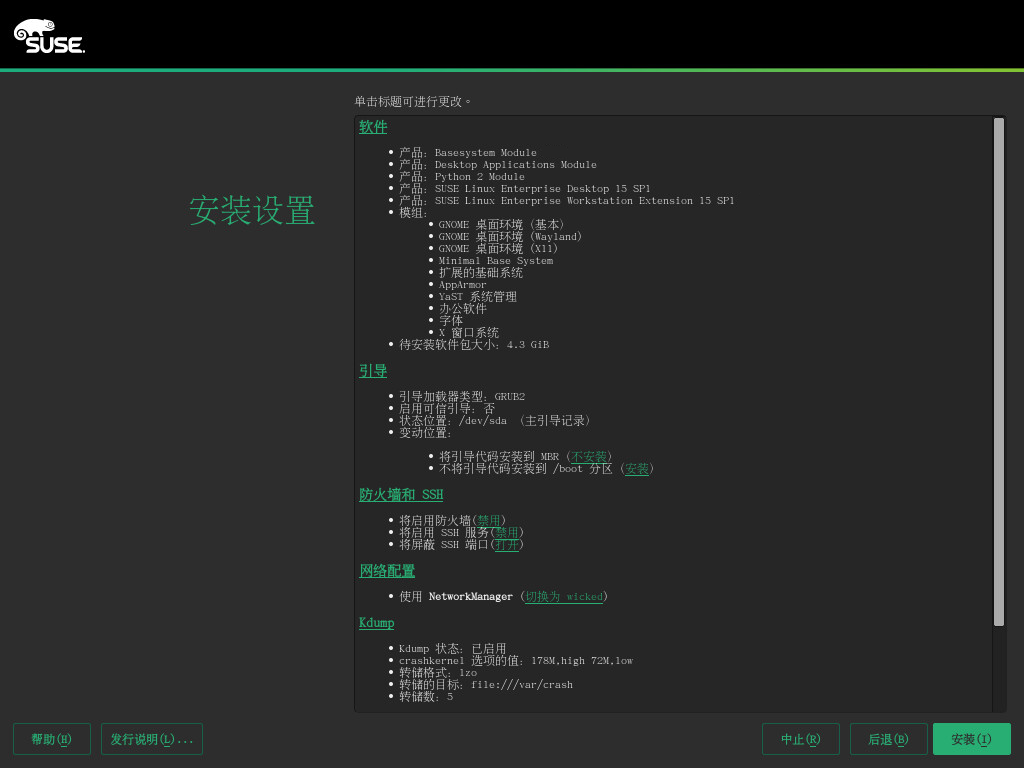 SUSE.
单击标题可进行更改。
安装设置
软件
产品: Basesystem Module
产品: Desktop Applications Module
产品: Python 2 Module
产品: SUSE Linux Enterprise Desktop 15 SP1
产品: SUSE Linux Enterprise Workstation Extension 15 SP1
模组:
GNOME 桌面环境 (基本)
GNOME 桌面环境 (Wayland)
GNOME 桌面环境 (X11)
Minimal Base System
扩展的基础系统
AppArmor
YaST 系统管理
办公软件
字体
X 窗口系统
待安装软件包大小: 4.3 GiB
引导
引导加载器类型: GRUB2
启用可信引导: 否
状态位置: /dev/sda （主引导记录）
变动位置:
将引导代码安装到 MBR (不安装)
不将引导代码安装到 /boot 分区 (安装)
防火墙和 SSH
将启用防火墙(禁用)
将启用 SSH 服务(禁用)
将屏蔽 SSH 端口(打开)
网络配置
使用 NetworkManager (切换为 wicked)
Kdump
Kdump 状态: 已启用
crashkernel 选项的值: 178M,high 72M,low
转储格式: lzo
转储的目标: file:///var/crash
转储数: 5
帮助(H) 发行说明(L)... 中止(R) 后退(B) 安装(I)